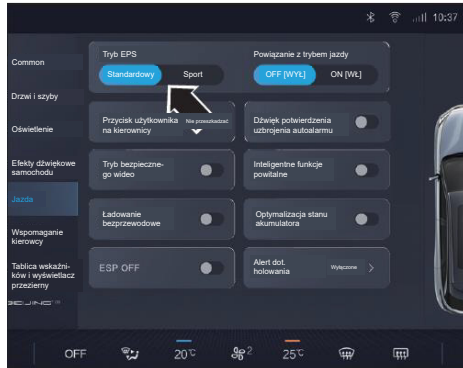 10:37
Common
Drzwi i szyby
Oświetlenie
Efekty dźwiękowe
samochodu
Jazda
Wspomaganie
kierowcy
Tablica wskaźni-
ków i wyświetlacz
przezierny
Tryb EPS
Standardowy
Sport
Powiązanie z trybem jazdy
OFF [WYŁ]
ON [WŁ]
Przycisk użytkownika
na kierownicy
Nie przeszkadzać
Dźwięk potwierdzenia
uzbrojenia autoalarmu
Tryb bezpieczne-
go wideo
Inteligentne funkcje
powitalne
Ładowanie
bezprzewodowe
Optymalizacja stanu
akumulatora
ESP OFF
Alert dot.
holowania
Wyłączone
OFF
20°C
2
25°C